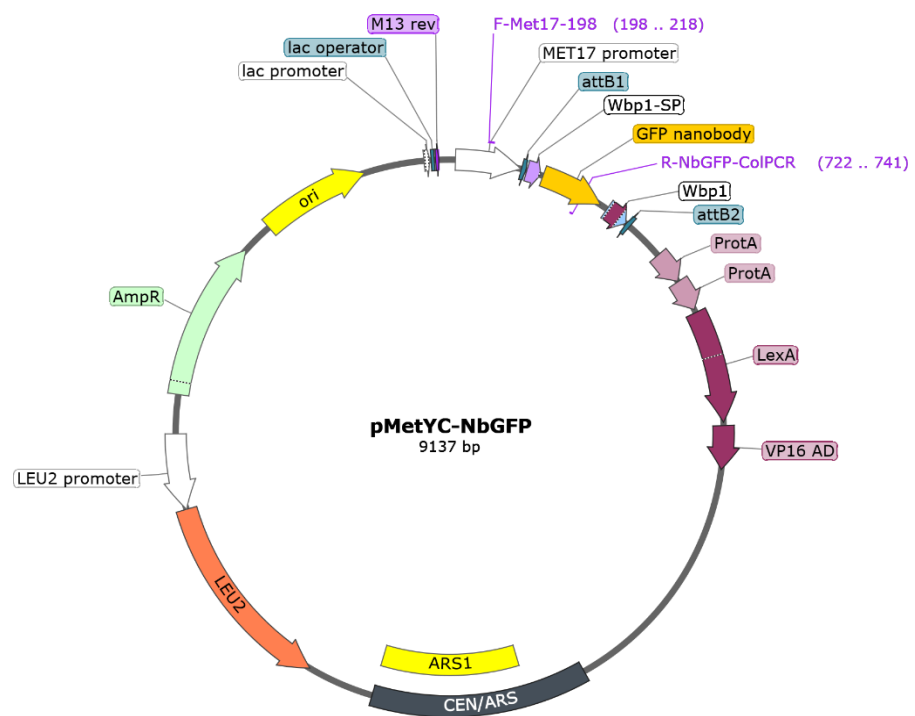 M13 rev
F-Met17-198 (198 .. 218)
lac operator
MET17 promoter
lac promoter
attB1
Wbp1-SP
GFP nanobody
R-NbGFP-ColPCR (722 .. 741)
ori
Wbp1
attB2
ProtA
ProtA
AmpR
LexA
pMetYC-NbGFP
9137 bp
VP16 AD
LEU2 promoter
LEU2
ARS1
CEN/ARS